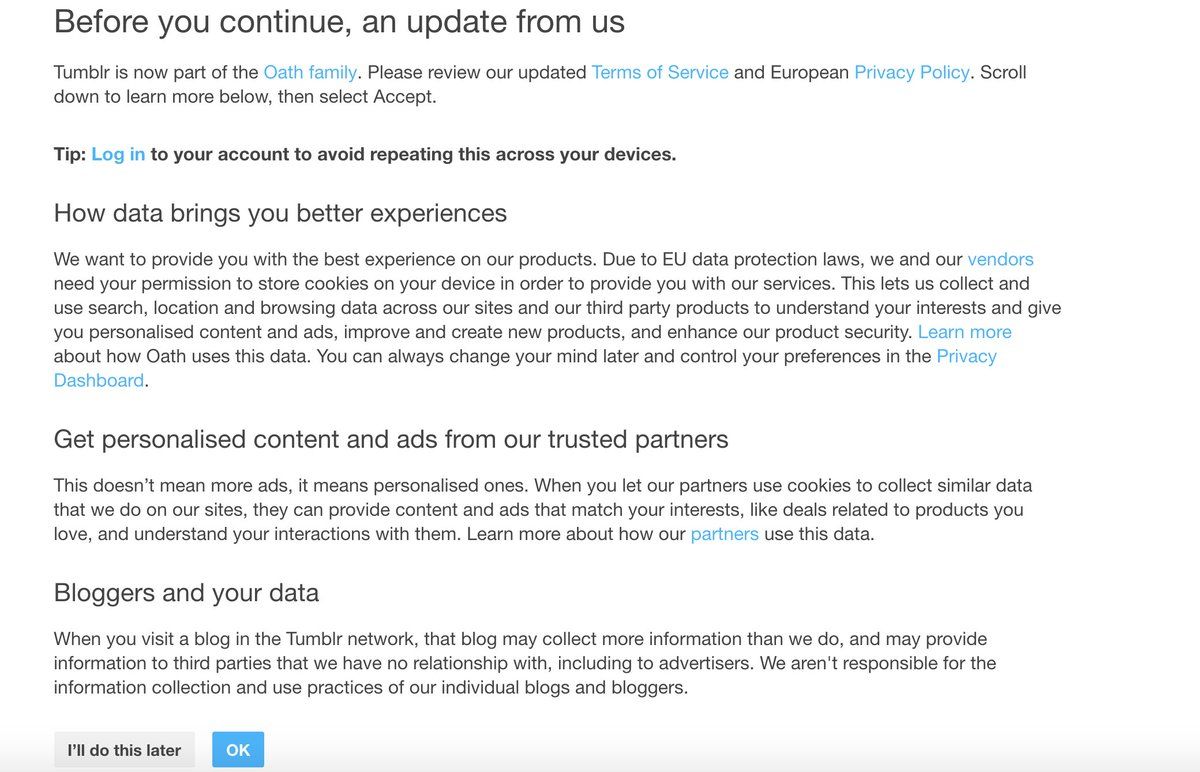 Before you continue, an update from us
Tumblr is now part of the Oath family. Please review our updated Terms of Service and European Privacy Policy. Scroll
down to learn more below, then select Accept.
Tip: Log in to your account to avoid repeating this across your devices.
How data brings you better experiences
We want to provide you with the best experience on our products. Due to EU data protection laws, we and our vendors
need your permission to store cookies on your device in order to provide you with our services. This lets us collect and
use search, location and browsing data across our sites and our third party products to understand your interests and give
you personalised content and ads, improve and create new products, and enhance our product security. Learn more
about how Oath uses this data. You can always change your mind later and control your preferences in the Privacy
Dashboard.
Get personalised content and ads from our trusted partners
This doesn’t mean more ads, it means personalised ones. When you let our partners use cookies to collect similar data
that we do on our sites, they can provide content and ads that match your interests, like deals related to products you
love, and understand your interactions with them. Learn more about how our partners use this data.
Bloggers and your data
When you visit a blog in the Tumblr network, that blog may collect more information than we do, and may provide
information to third parties that we have no relationship with, including to advertisers. We aren't responsible for the
information collection and use practices of our individual blogs and bloggers.
I’ll do this later OK